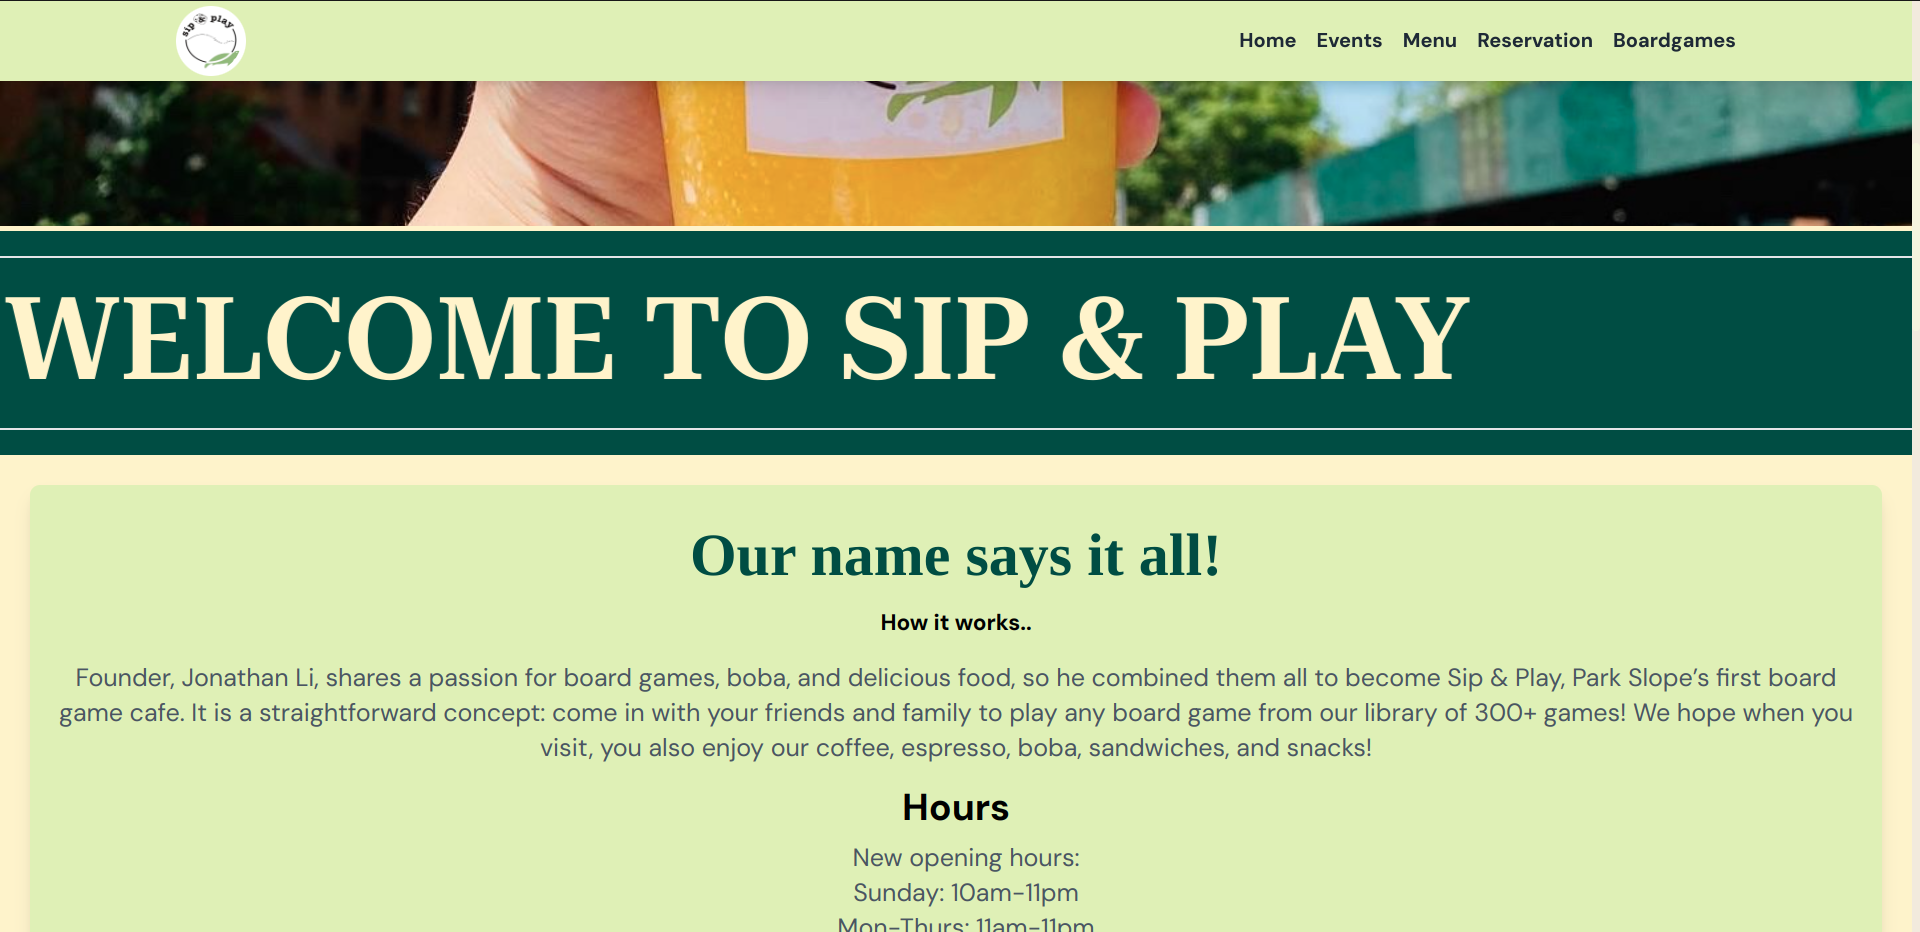 sip & play
Home Events Menu Reservation Boardgames
WELCOME TO SIP & PLAY
Our name says it all!
How it works..
Founder, Jonathan Li, shares a passion for board games, boba, and delicious food, so he combined them all to become Sip & Play, Park Slope’s first board
game cafe. It is a straightforward concept: come in with your friends and family to play any board game from our library of 300+ games! We hope when you
visit, you also enjoy our coffee, espresso, boba, sandwiches, and snacks!
Hours
New opening hours:
Sunday: 10am-11pm
Mon-Thurs: 11am-11pm